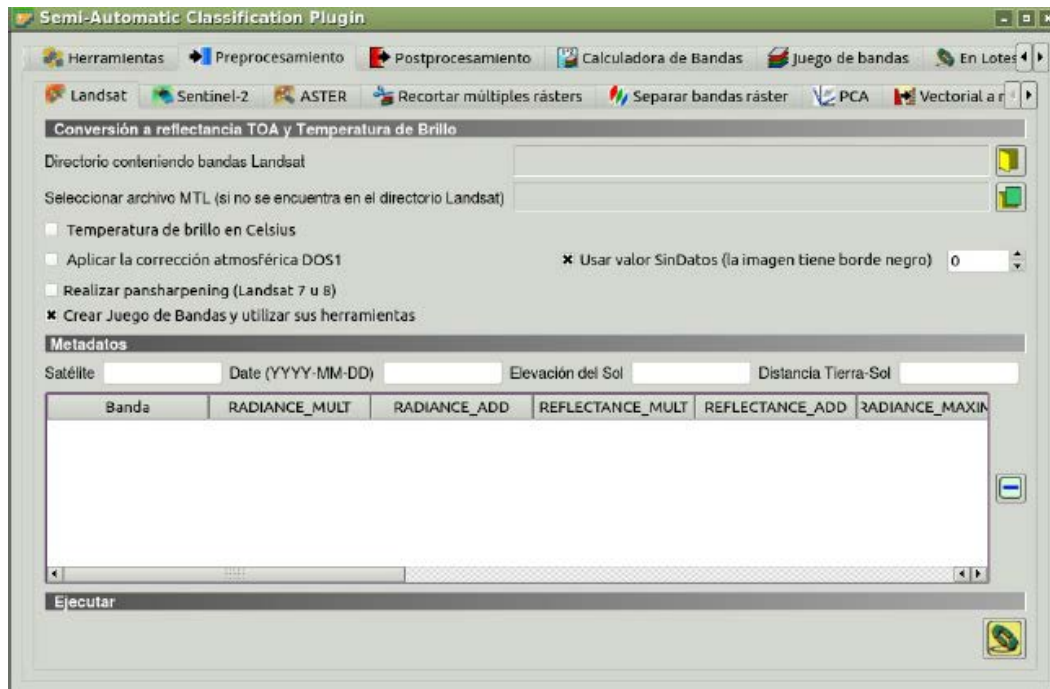 Semi-Automatic Classification Plugin
Herramientas Preprocesamiento Postprocesamiento Calculadora de Bandas Juego de bandas En Lotes
Landsat Sentinel-2 ASTER Recortar múltiples rásters Separar bandas ráster PCA Vectorial a r
Conversión a reflectancia TOA y Temperatura de Brillo
Directorio conteniendo bandas Landsat
Seleccionar archivo MTL (si no se encuentra en el directorio Landsat)
Temperatura de brillo en Celsius
Aplicar la corrección atmosférica DOS1 Usar valor SinDatos (la imagen tiene borde negro) 0
Realizar pansharpening (Landsat 7 u 8)
Crear Juego de Bandas y utilizar sus herramientas
Metadatos
Satélite Date (YYYY-MM-DD) Elevación del Sol Distancia Tierra-Sol
Banda RADIANCE_MULT RADIANCE_ADD REFLECTANCE_MULT REFLECTANCE_ADD RADIANCE_MAXIM
Ejecutar